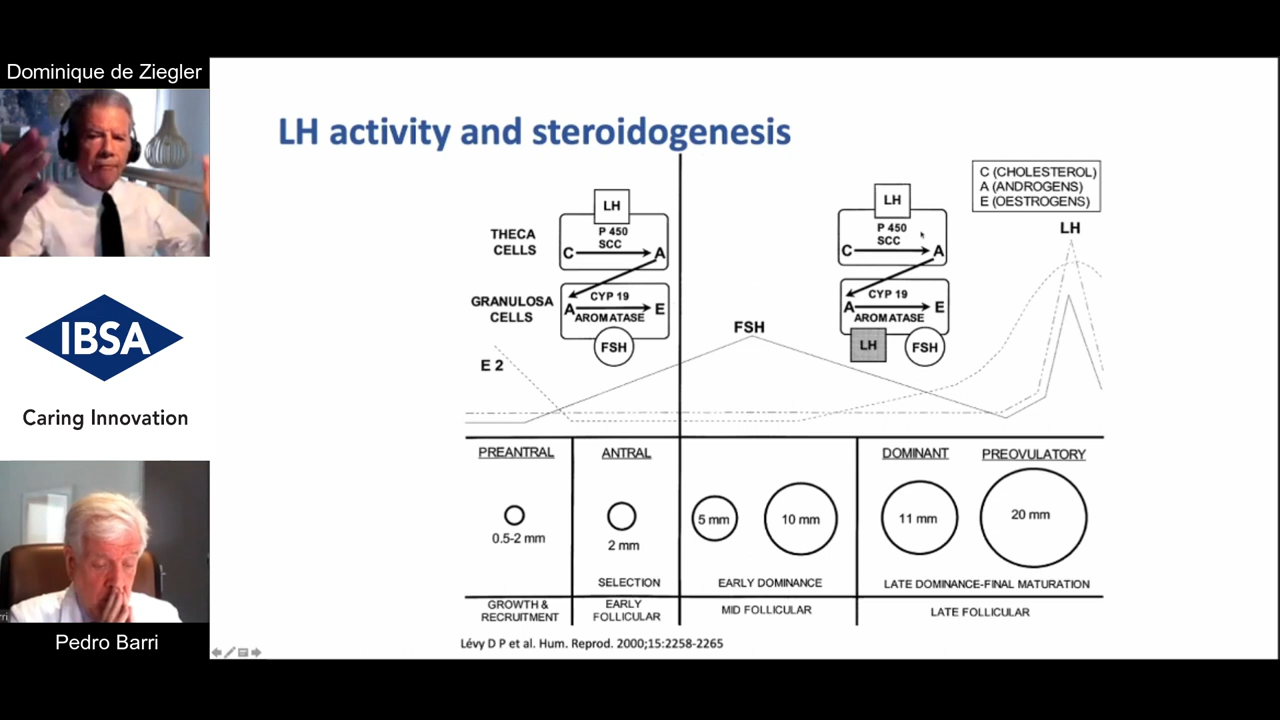 Dominique de Ziegler
IBSA
Caring Innovation
Pedro Barri
LH activity and steroidogenesis
C (CHOLESTEROL)
A (ANDROGENS)
E (OESTROGENS)
THECA
CELLS
LH
P 450
SCC
C
A
GRANULOSA
CELLS
CYP 19
A
E
AROMATASE
FSH
E 2
FSH
LH
P 450
SCC
C
A
CYP 19
A
E
AROMATASE
LH
FSH
LH
PREANTRAL
ANTRAL
DOMINANT
PREOVULATORY
0.5-2 mm
2 mm
5 mm
10 mm
11 mm
20 mm
SELECTION
EARLY DOMINANCE
LATE DOMINANCE-FINAL MATURATION
GROWTH &
RECRUITMENT
EARLY
FOLLICULAR
MID FOLLICULAR
LATE FOLLICULAR
Lévy D P et al. Hum. Reprod. 2000;15:2258-2265